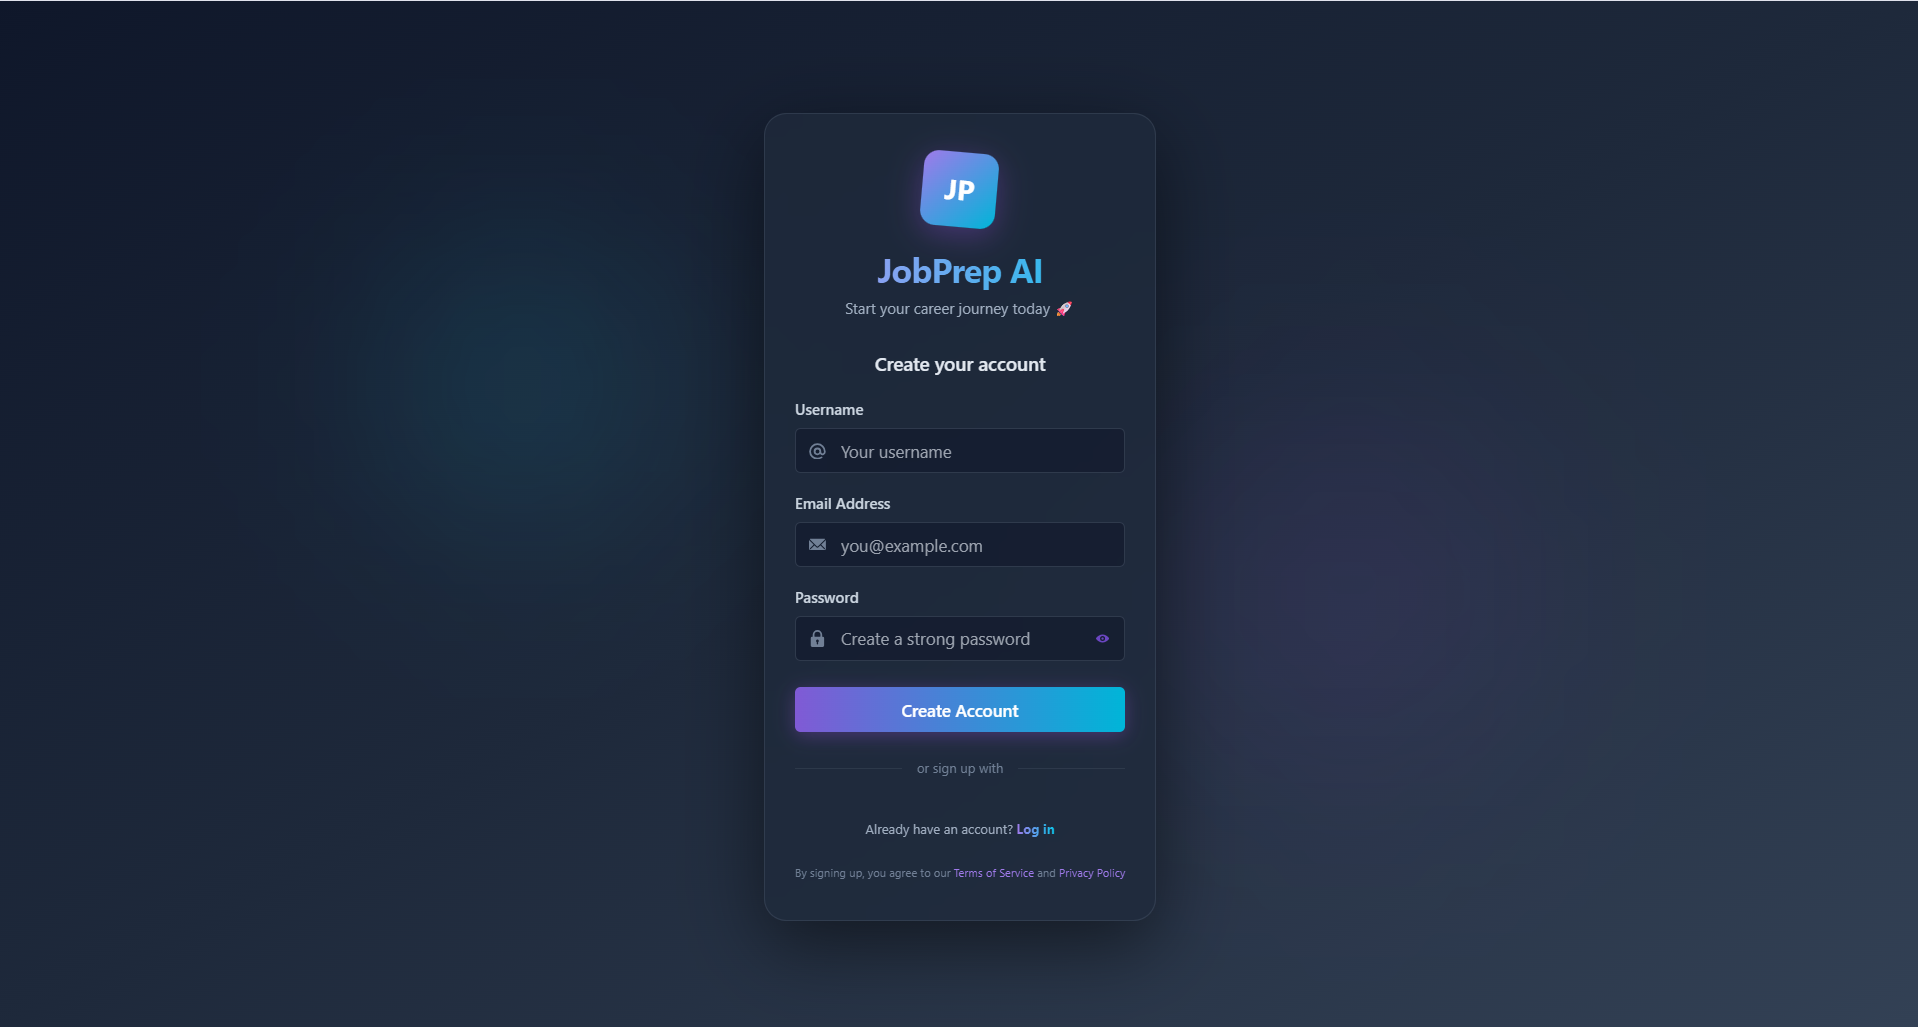 JP
JobPrep AI
Start your career journey today 🚀
Create your account
Username
Your username
Email Address
you@example.com
Password
Create a strong password
Create Account
or sign up with
Already have an account? Log in
By signing up, you agree to our Terms of Service and Privacy Policy